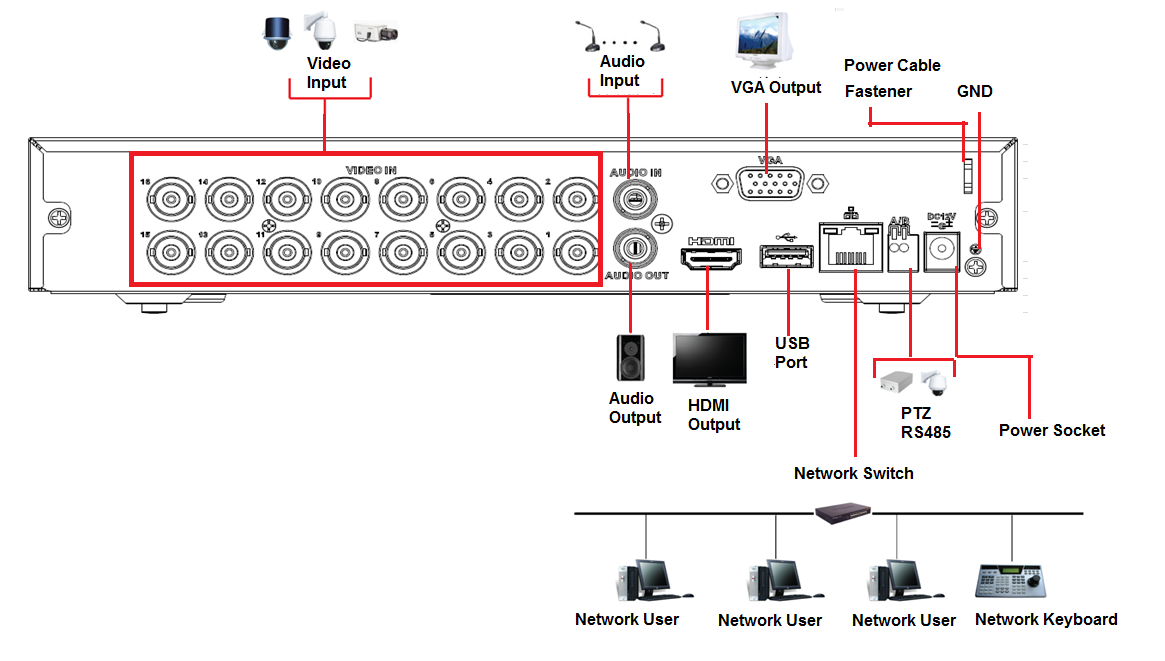 Video
Input
Audio
Input
VGA Output
Power Cable
Fastener
GND
VIDEO IN
16 14 12 10 8 6 4 2
15 13 11 9 7 5 3 1
AUDIO IN
AUDIO OUT
VGA
HDMI
A/B
DC12V
Audio
Output
HDMI
Output
USB
Port
PTZ
RS485
Power Socket
Network Switch
Network User
Network User
Network User
Network Keyboard